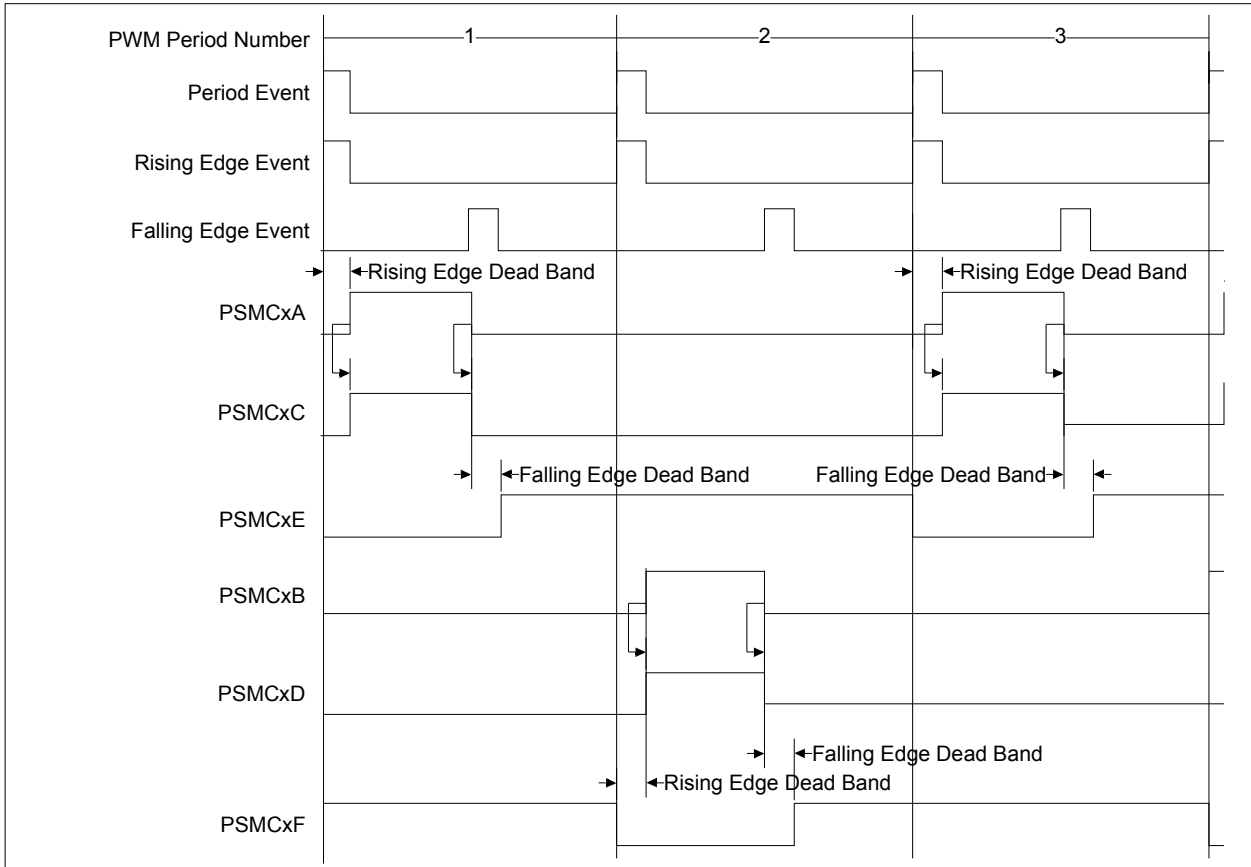 PWM Period Number
1
2
3
Period Event
Rising Edge Event
Falling Edge Event
Rising Edge Dead Band
Rising Edge Dead Band
PSMCxA
PSMCxC
Falling Edge Dead Band
Falling Edge Dead Band
PSMCxE
PSMCxB
PSMCxD
Falling Edge Dead Band
Rising Edge Dead Band
PSMCxF